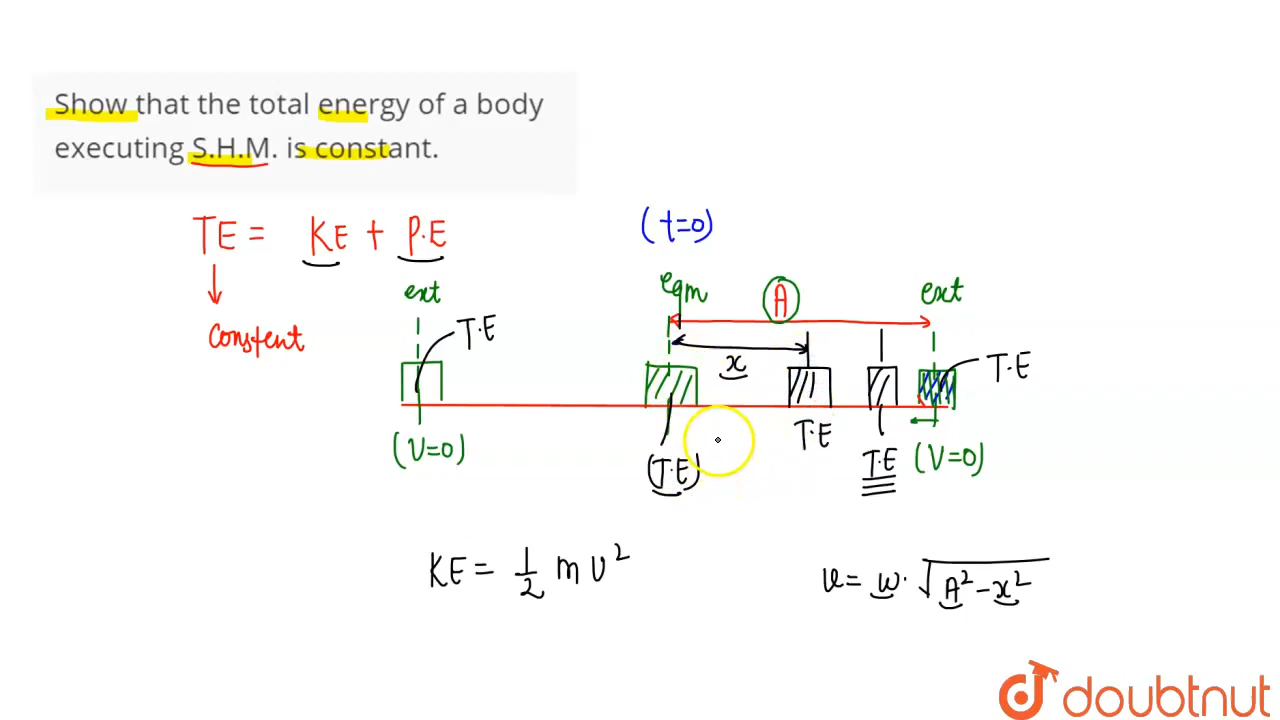 Show that the total energy of a body
executing S.H.M. is constant.
TE = KE + P.E
(t=0)
ext
eqm
A
ext
Constent
T.E
x
T.E
T.E
(V=0)
(T.E)
T.E
(V=0)
KE = 1/2 m v²
v = w · √A² - x²
doubtnut